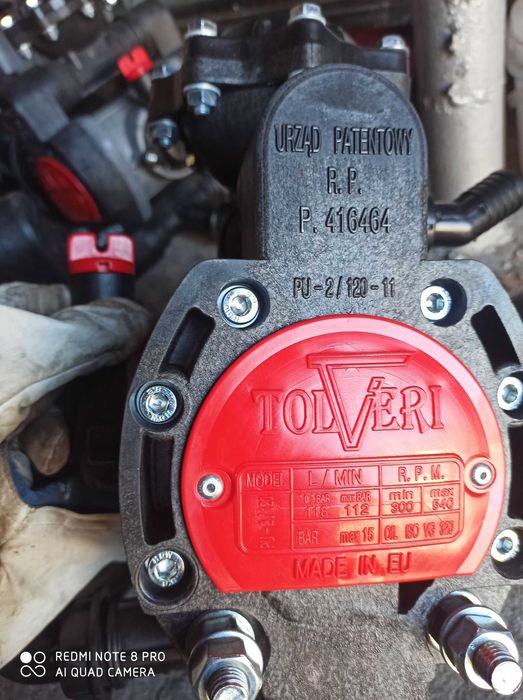 URZĄD PATENTOWY
R.P.
P. 416464
PU - 2 / 120 - 11
TOLVERI
MODEL L / MIN R. P. M.
10 BAR max BAR min max
118 112 300 540
BAR max 15 OIL ISO VG 220
MADE IN EU
REDMI NOTE 8 PRO
AI QUAD CAMERA